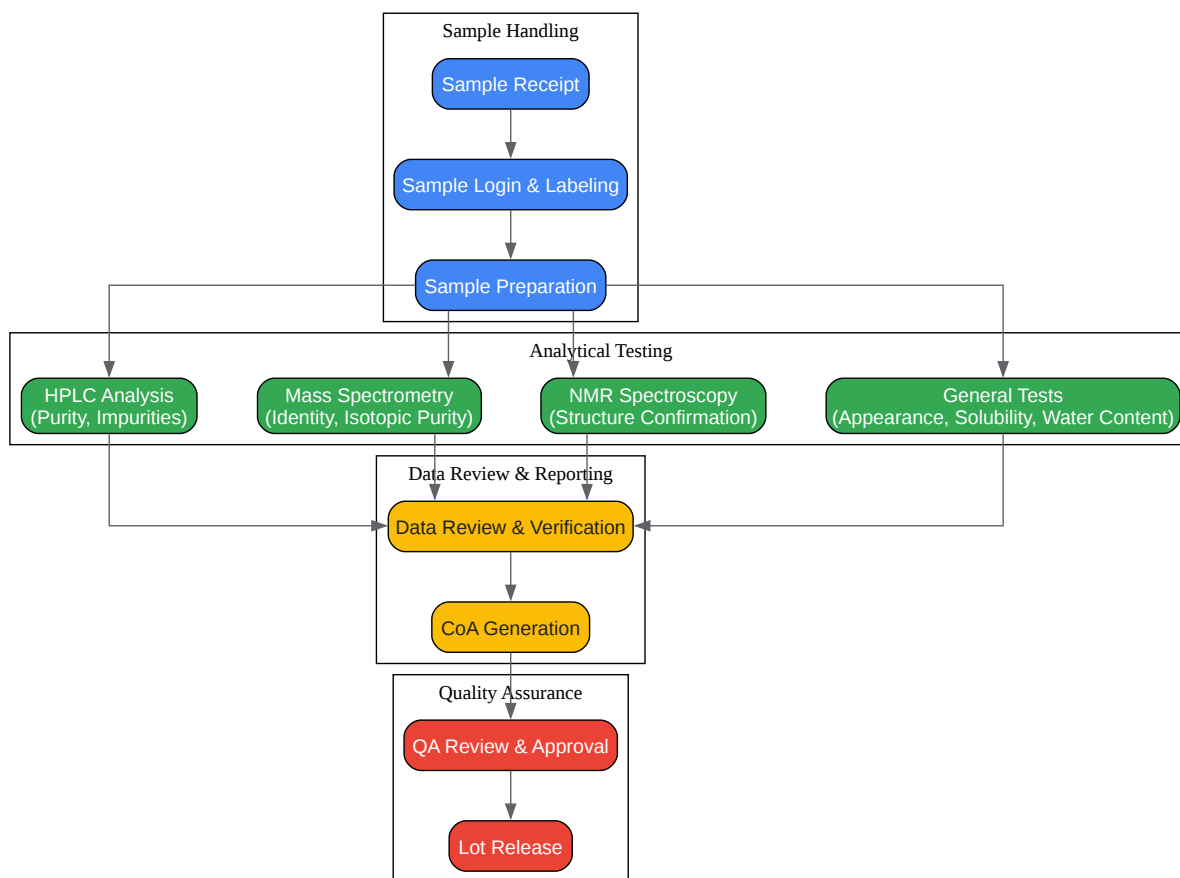 Sample Handling
Sample Receipt
Sample Login & Labeling
Sample Preparation
Analytical Testing
HPLC Analysis
(Purity, Impurities)
Mass Spectrometry
(Identity, Isotopic Purity)
NMR Spectroscopy
(Structure Confirmation)
General Tests
(Appearance, Solubility, Water Content)
Data Review & Reporting
Data Review & Verification
CoA Generation
Quality Assurance
QA Review & Approval
Lot Release